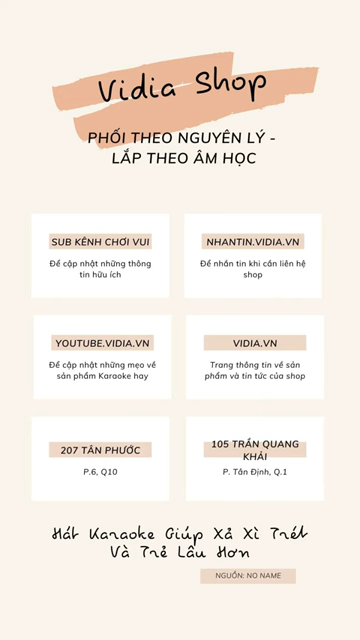 Vidia Shop
PHỐI THEO NGUYÊN LÝ -
LẮP THEO ÂM HỌC
SUB KÊNH CHƠI VUI
Để cập nhật những thông
tin hữu ích
NHANTIN.VIDIA.VN
Để nhắn tin khi cần liên hệ
shop
YOUTUBE.VIDIA.VN
Để cập nhật những mẹo về
sản phẩm Karaoke hay
VIDIA.VN
Trang thông tin về sản
phẩm và tin tức của shop
207 TÂN PHƯỚC
P.6, Q10
105 TRẦN QUANG
KHẢI
P. Tân Định, Q.1
Hát Karaoke Giúp Xả Xì Trét
Và Trẻ Lâu Hơn
NGUỒN: NO NAME